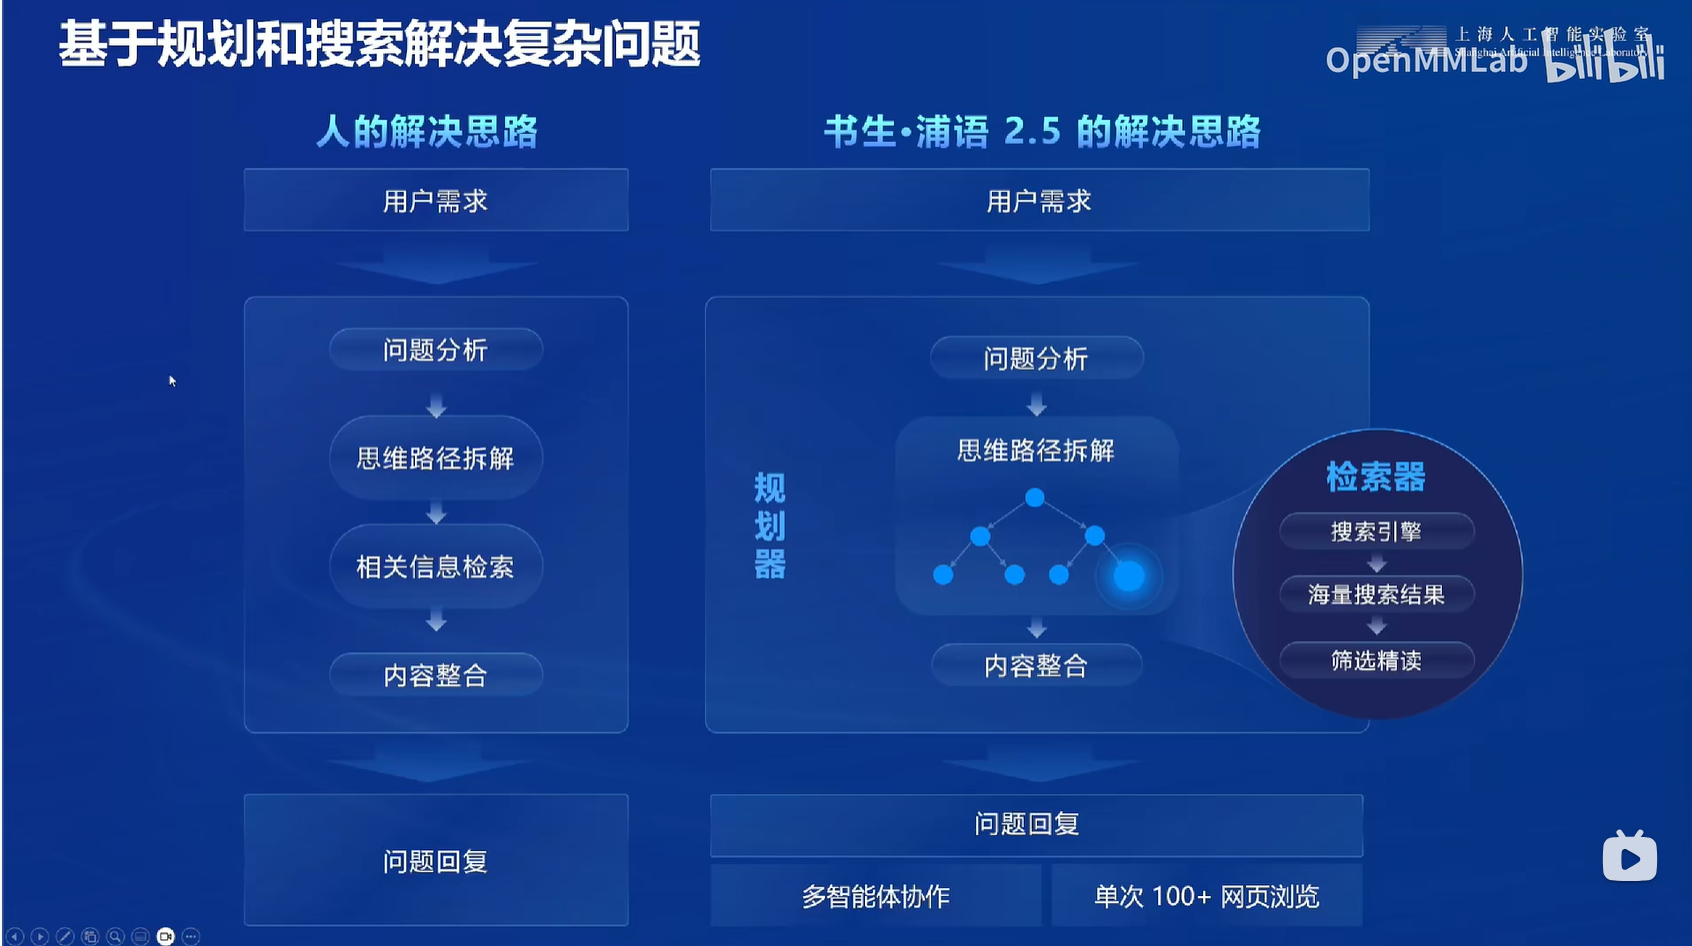 基于规划和搜索解决复杂问题
上海人工智能实验室
Shanghai Artificial Intelligence Laboratory
OpenMMLab bilibili
人的解决思路
用户需求
问题分析
思维路径拆解
相关信息检索
内容整合
问题回复
书生·浦语 2.5 的解决思路
用户需求
规划器
问题分析
思维路径拆解
内容整合
检索器
搜索引擎
海量搜索结果
筛选精读
问题回复
多智能体协作
单次 100+ 网页浏览